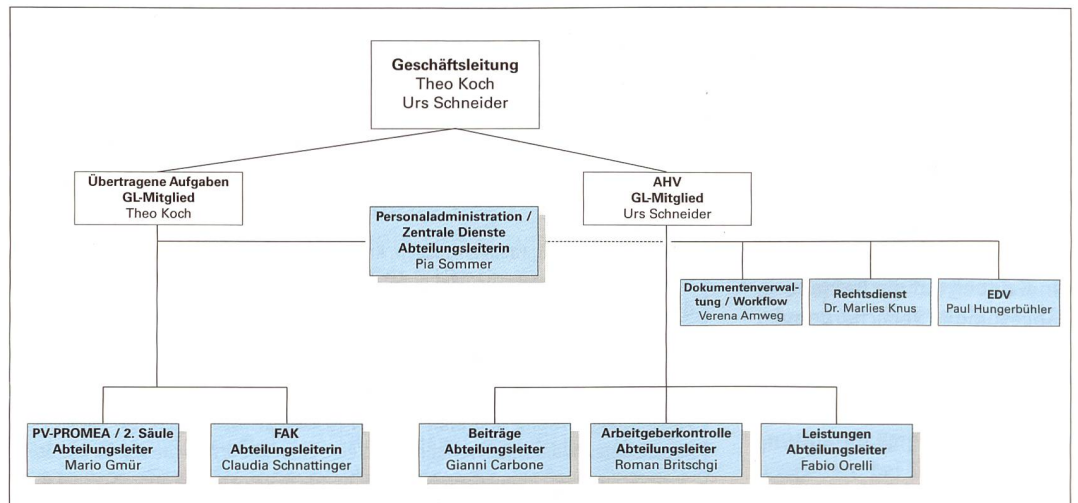 Geschäftsleitung
Theo Koch
Urs Schneider
Übertragene Aufgaben
GL-Mitglied
Theo Koch
AHV
GL-Mitglied
Urs Schneider
Personaladministration /
Zentrale Dienste
Abteilungsleiterin
Pia Sommer
Dokumentenverwal-
tung / Workflow
Verena Amweg
Rechtsdienst
Dr. Marlies Knus
EDV
Paul Hungerbühler
PV-PROMEA / 2. Säule
Abteilungsleiter
Mario Gmür
FAK
Abteilungsleiterin
Claudia Schnattinger
Beiträge
Abteilungsleiter
Gianni Carbone
Arbeitgeberkontrolle
Abteilungsleiter
Roman Britschgi
Leistungen
Abteilungsleiter
Fabio Orelli